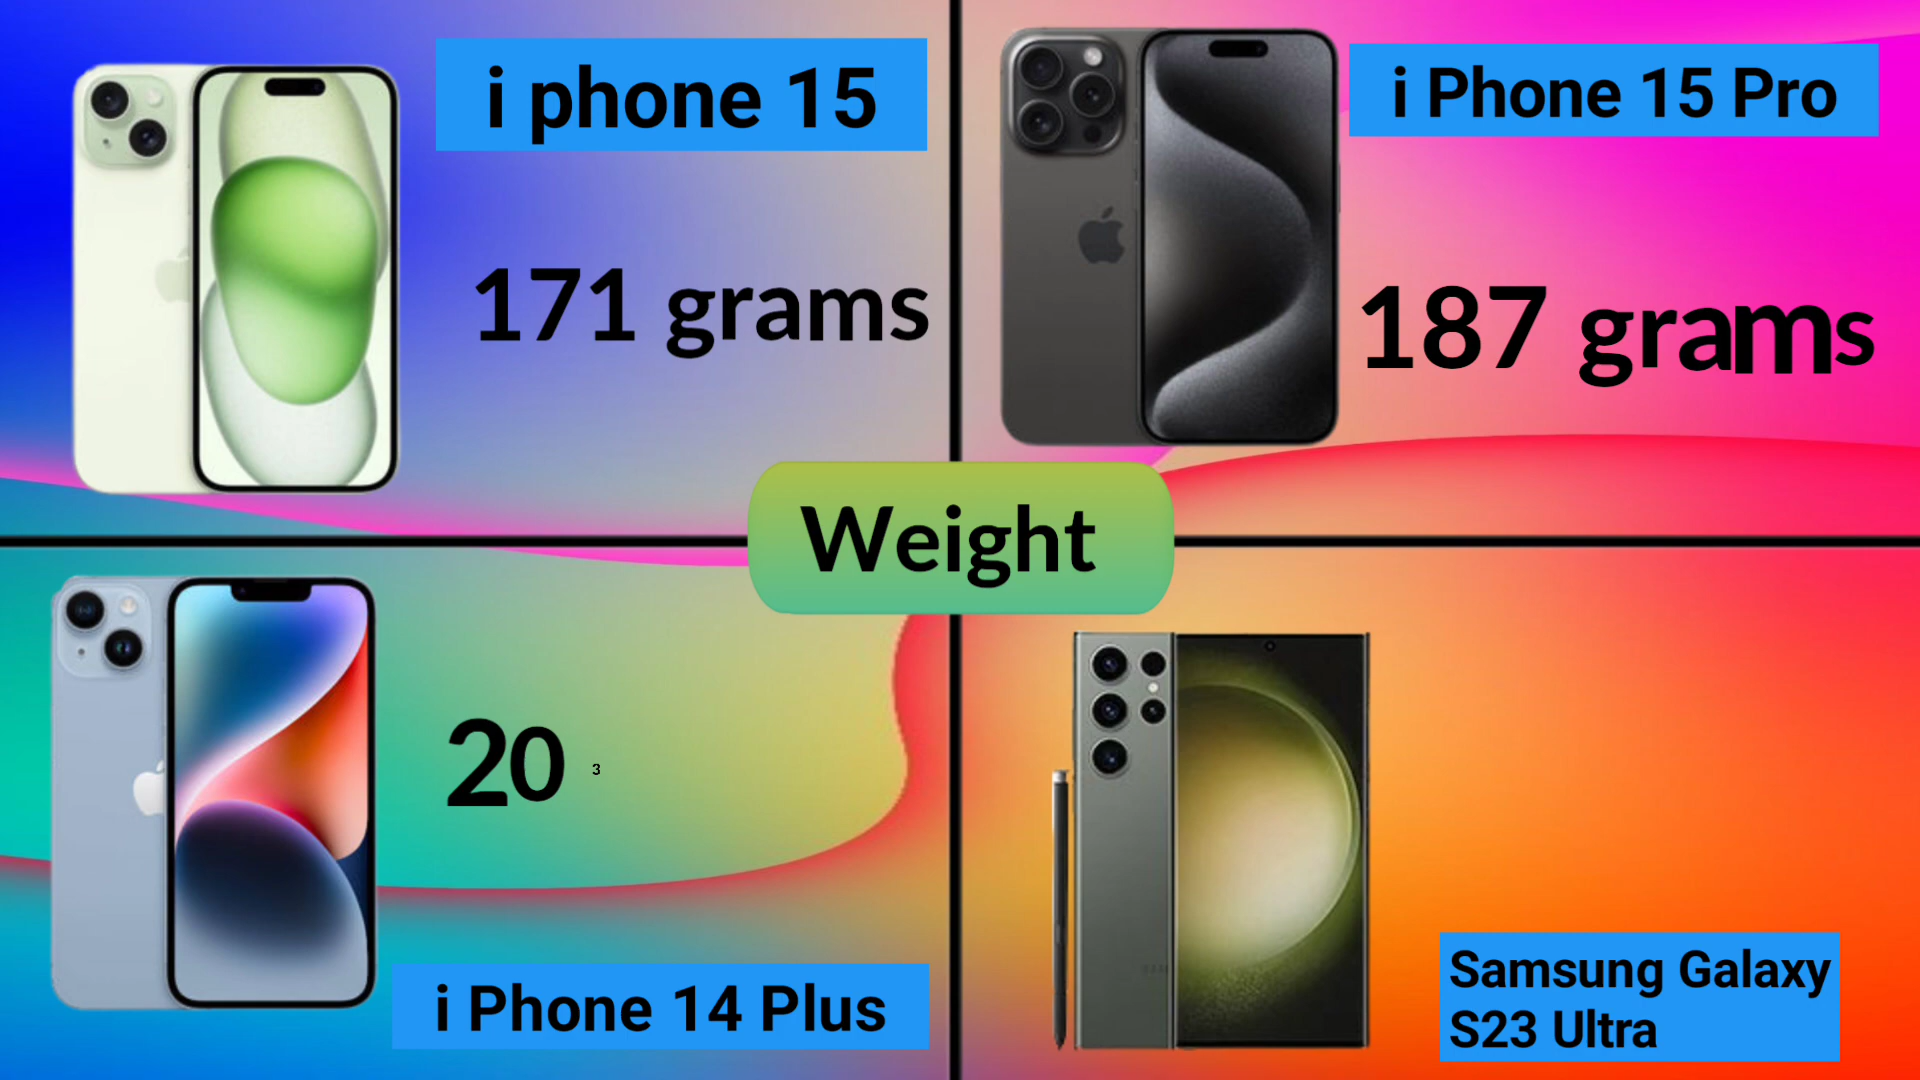 i phone 15
171 grams
i Phone 15 Pro
187 grams
Weight
20 3
i Phone 14 Plus
Samsung Galaxy
S23 Ultra